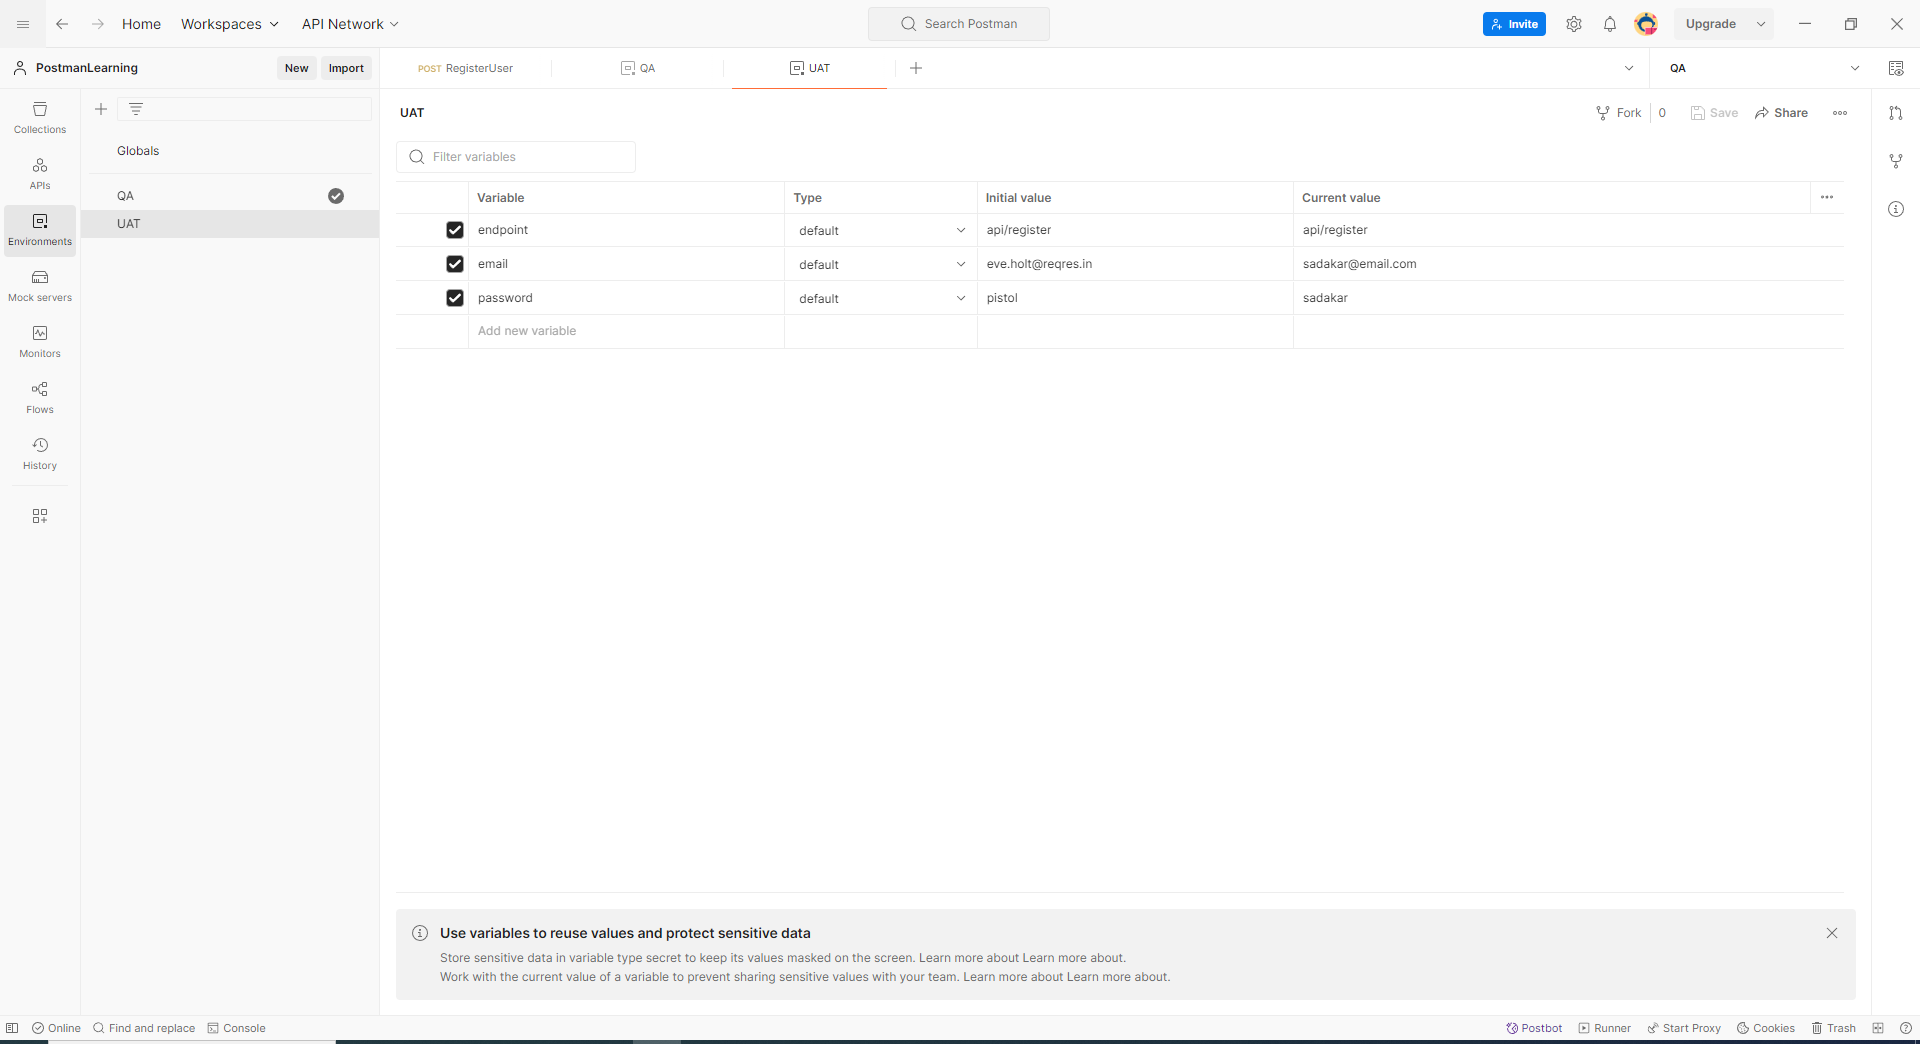 Home Workspaces API Network Search Postman Invite Upgrade
PostmanLearning New Import POST RegisterUser QA UAT QA
Collections
APIs
Environments
Mock servers
Monitors
Flows
History
Globals
QA
UAT
UAT Fork 0 Save Share
Filter variables
Variable Type Initial value Current value
endpoint default api/register api/register
email default eve.holt@reqres.in sadakar@email.com
password default pistol sadakar
Add new variable
Use variables to reuse values and protect sensitive data
Store sensitive data in variable type secret to keep its values masked on the screen. Learn more about Learn more about.
Work with the current value of a variable to prevent sharing sensitive values with your team. Learn more about Learn more about.
Online Find and replace Console Postbot Runner Start Proxy Cookies Trash